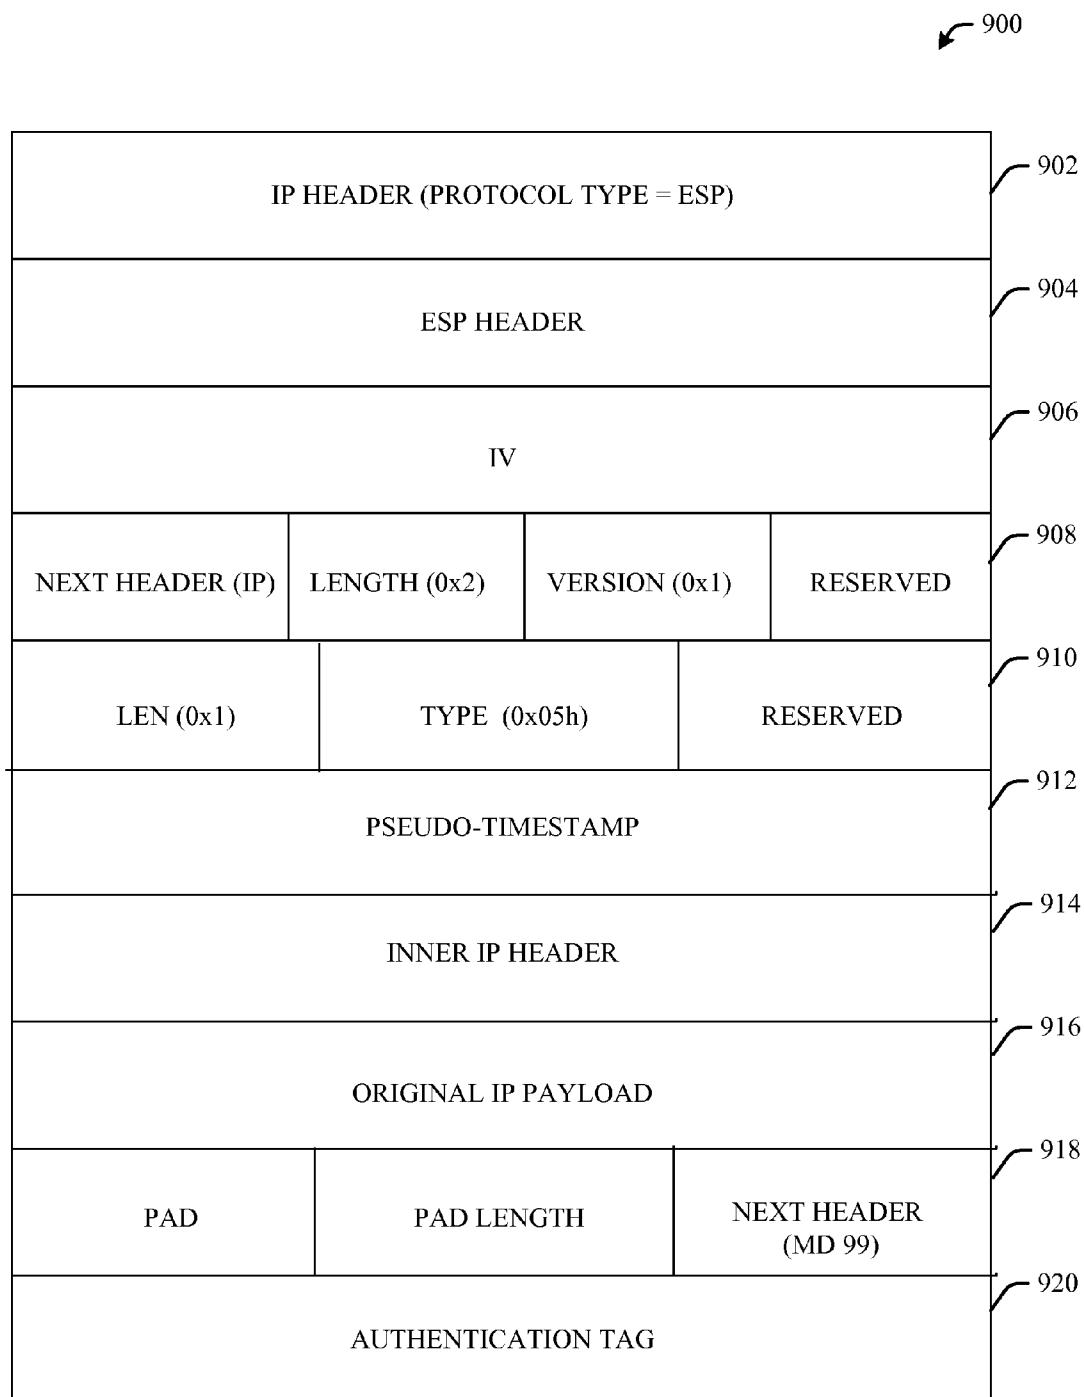 900
IP HEADER (PROTOCOL TYPE = ESP)
902
ESP HEADER
904
IV
906
NEXT HEADER (IP) LENGTH (0x2) VERSION (0x1) RESERVED
908
LEN (0x1) TYPE (0x05h) RESERVED
910
PSEUDO-TIMESTAMP
912
INNER IP HEADER
914
ORIGINAL IP PAYLOAD
916
PAD PAD LENGTH NEXT HEADER
(MD 99)
918
AUTHENTICATION TAG
920